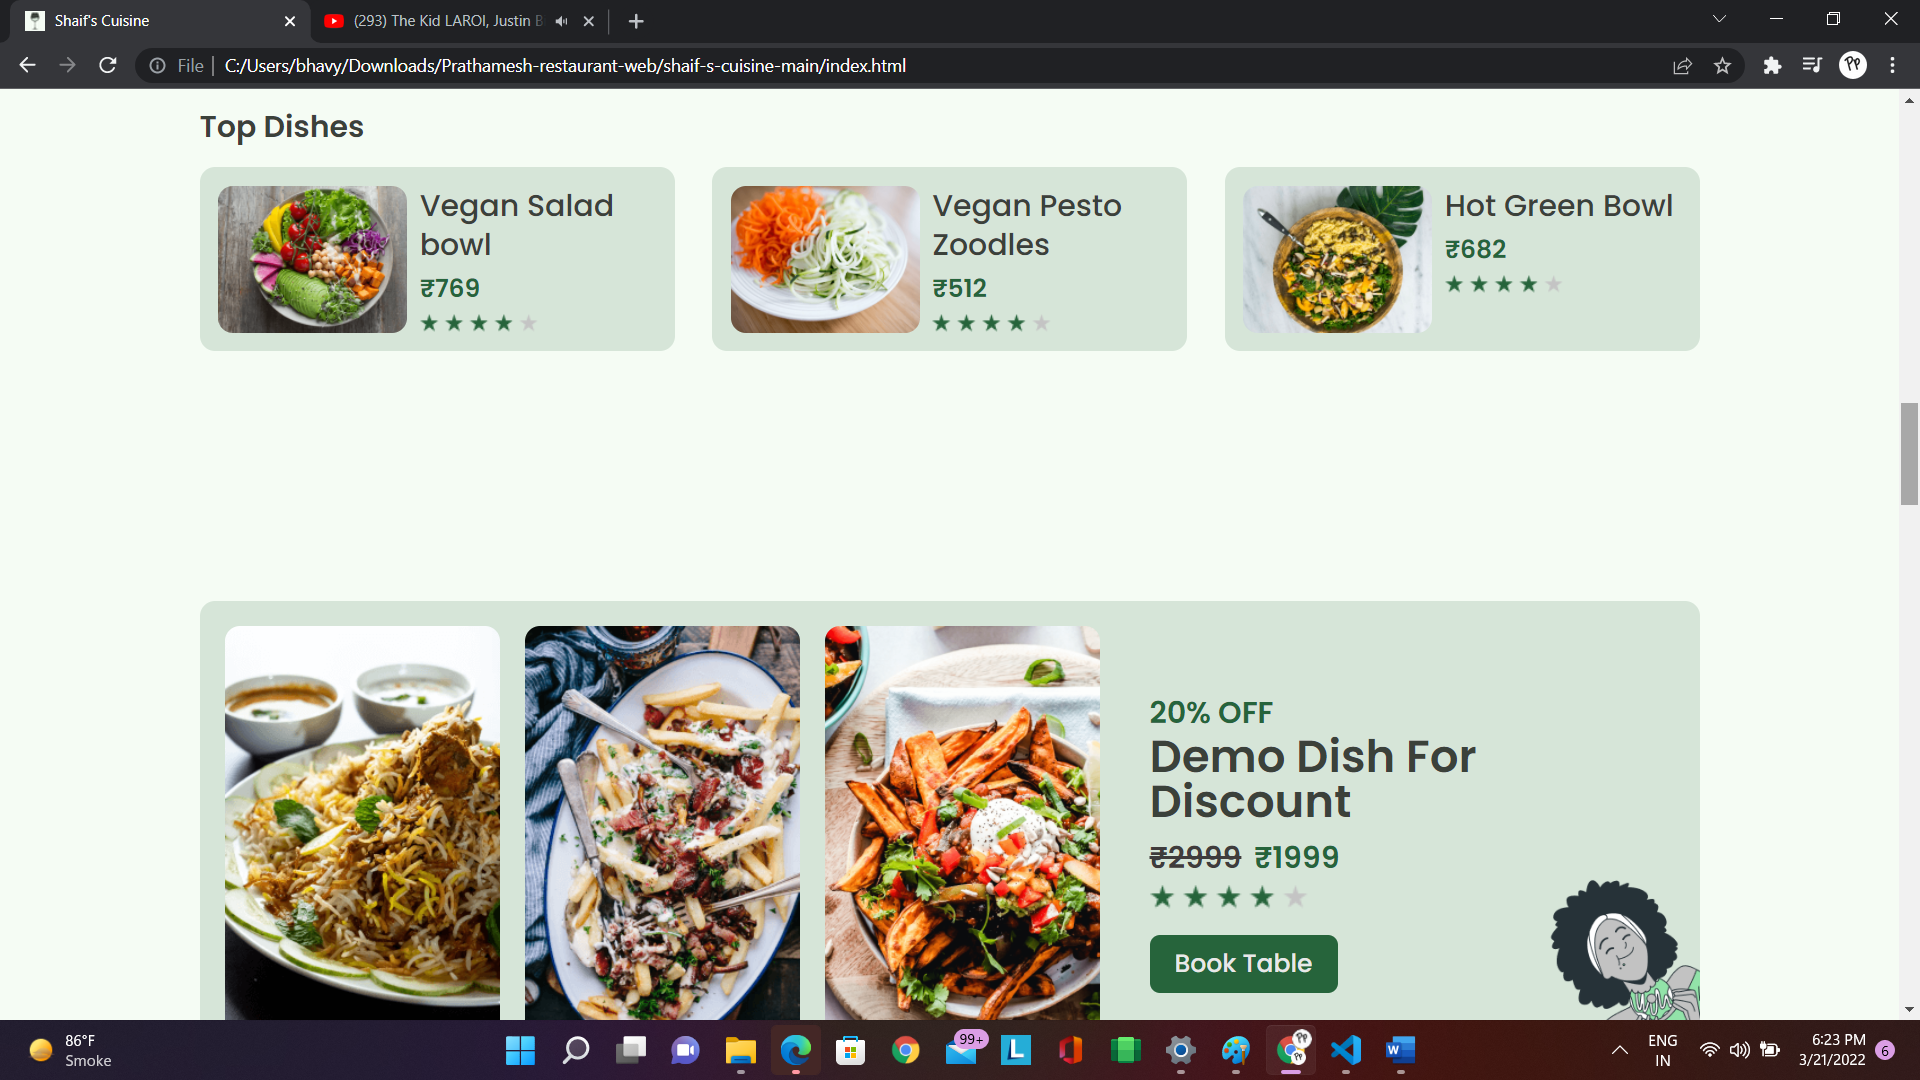 Shaif's Cuisine
(293) The Kid LAROI, Justin B
File
C:/Users/bhavy/Downloads/Prathamesh-restaurant-web/shaif-s-cuisine-main/index.html
Top Dishes
Vegan Salad
bowl
₹769
Vegan Pesto
Zoodles
₹512
Hot Green Bowl
₹682
20% OFF
Demo Dish For
Discount
₹2999 ₹1999
Book Table
86°F
Smoke
99+
ENG
IN
6:23 PM
3/21/2022
6